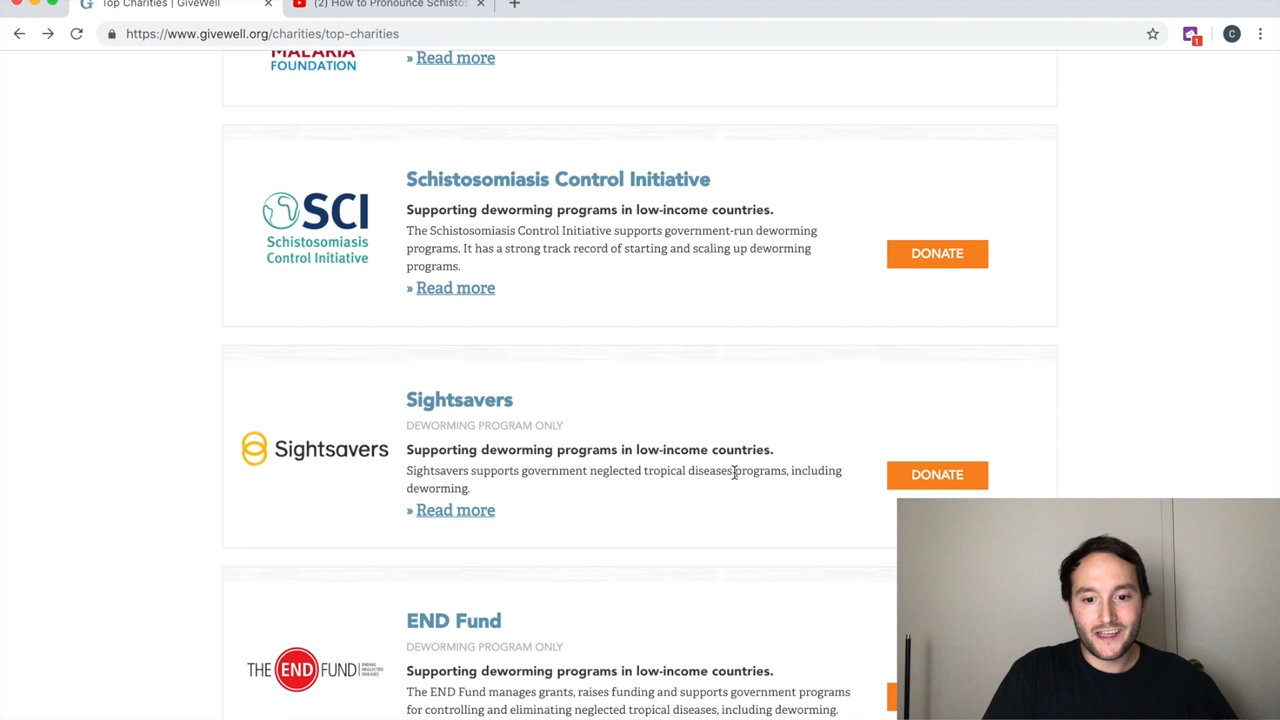 Top Charities | GiveWell
(2) How to Pronounce Schistos
https://www.givewell.org/charities/top-charities
1
C
MALARIA
FOUNDATION
» Read more
SCI
Schistosomiasis
Control Initiative
Schistosomiasis Control Initiative
Supporting deworming programs in low-income countries.
The Schistosomiasis Control Initiative supports government-run deworming
programs. It has a strong track record of starting and scaling up deworming
programs.
» Read more
DONATE
Sightsavers
Sightsavers
DEWORMING PROGRAM ONLY
Supporting deworming programs in low-income countries.
Sightsavers supports government neglected tropical diseases programs, including
deworming.
» Read more
DONATE
THE END FUND ENDING
NEGLECTED
DISEASES
END Fund
DEWORMING PROGRAM ONLY
Supporting deworming programs in low-income countries.
The END Fund manages grants, raises funding and supports government programs
for controlling and eliminating neglected tropical diseases, including deworming.